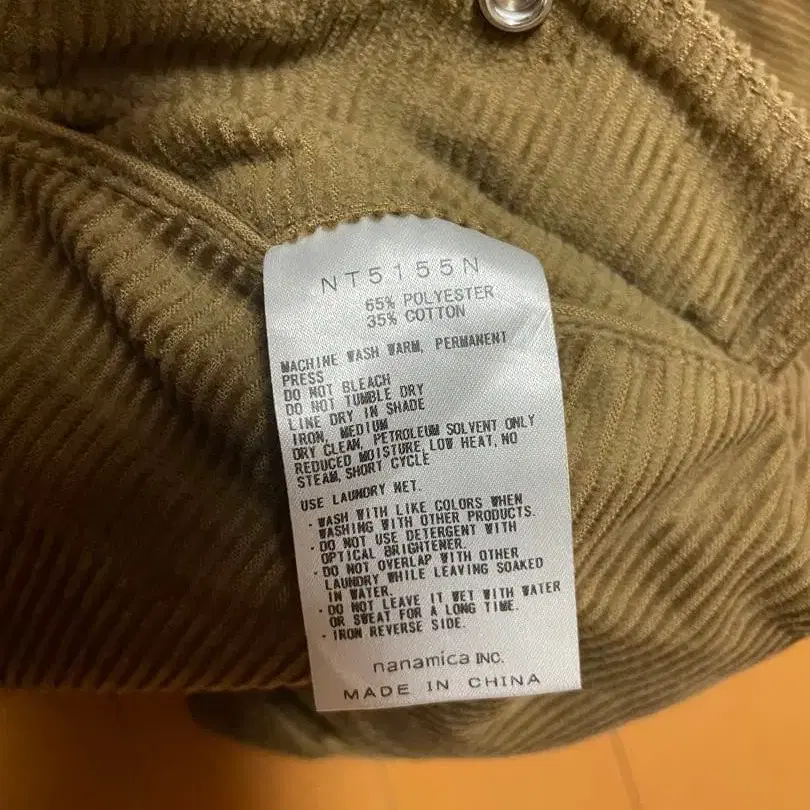 NT5155N
65% POLYESTER
35% COTTON
MACHINE WASH WARM, PERMANENT
PRESS
DO NOT BLEACH
DO NOT TUMBLE DRY
LINE DRY IN SHADE
IRON, MEDIUM
DRY CLEAN, PETROLEUM SOLVENT ONLY
REDUCED MOISTURE, LOW HEAT, NO
STEAM, SHORT CYCLE
USE LAUNDRY NET.
・WASH WITH LIKE COLORS WHEN
WASHING WITH OTHER PRODUCTS.
・DO NOT USE DETERGENT WITH
OPTICAL BRIGHTENER.
・DO NOT OVERLAP WITH OTHER
LAUNDRY WHILE LEAVING SOAKED
IN WATER.
・DO NOT LEAVE IT WET WITH WATER
OR SWEAT FOR A LONG TIME.
・IRON REVERSE SIDE.
nanamica INC.
MADE IN CHINA